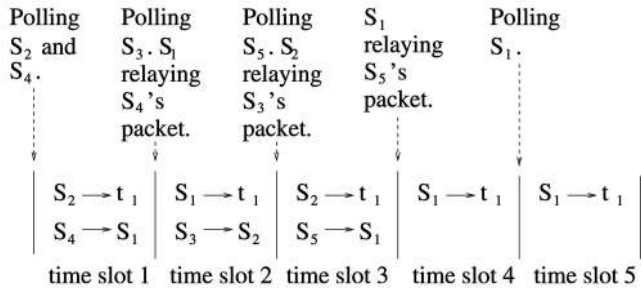 Polling
S2 and
S4.
Polling
S3. S1
relaying
S4's
packet.
Polling
S5. S2
relaying
S3's
packet.
S1
relaying
S5's
packet.
Polling
S1.
S2 → t1
S4 → S1
S1 → t1
S3 → S2
S2 → t1
S5 → S1
S1 → t1
S1 → t1
time slot 1 time slot 2 time slot 3 time slot 4 time slot 5